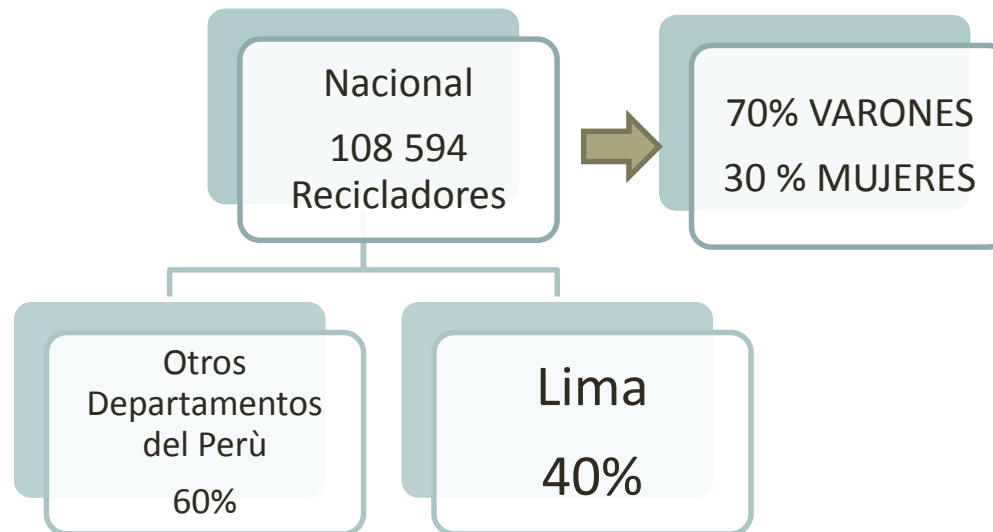 Nacional
108 594
Recicladores
70% VARONES
30 % MUJERES
Otros
Departamentos
del Perù
60%
Lima
40%